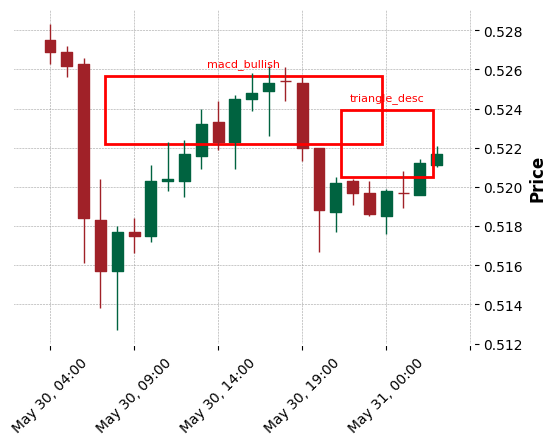 macd_bullish
triangle_desc
0.528
0.526
0.524
0.522
0.520
0.518
0.516
0.514
0.512
Price
May 30, 04:00
May 30, 09:00
May 30, 14:00
May 30, 19:00
May 31, 00:00